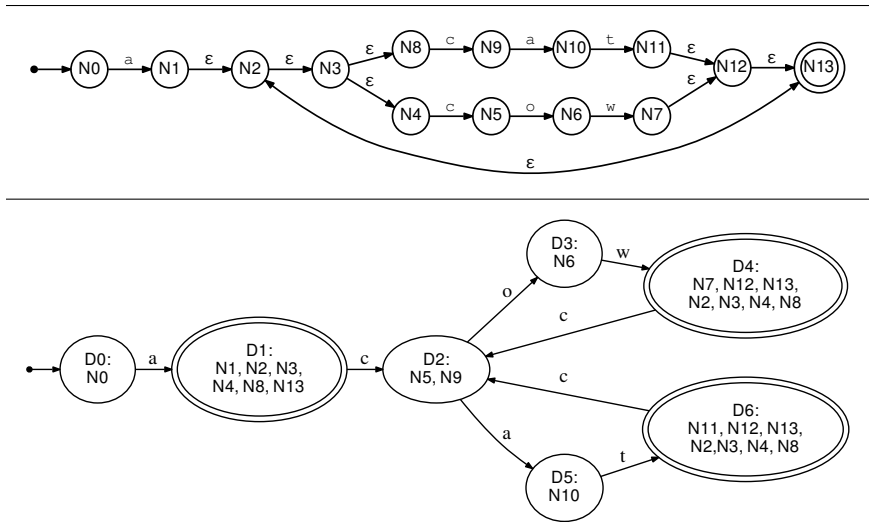 N0 a N1 ε N2 ε N3 ε N8 c N9 a N10 t N11 ε N12 ε N13
ε N4 c N5 o N6 w N7 ε
ε
D3:
N6
w
D4:
N7, N12, N13,
N2, N3, N4, N8
o
c
D0:
N0
a
D1:
N1, N2, N3,
N4, N8, N13
c
D2:
N5, N9
c
a
D6:
N11, N12, N13,
N2,N3, N4, N8
D5:
N10
t